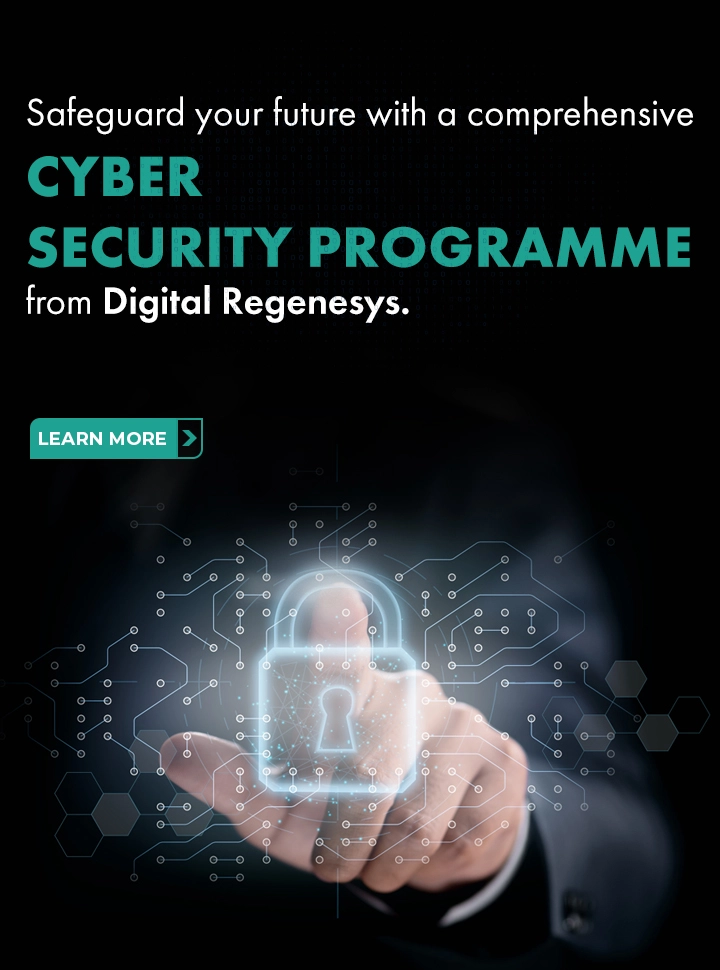 Safeguard your future with a comprehensive
CYBER
SECURITY PROGRAMME
from Digital Regenesys.
LEARN MORE